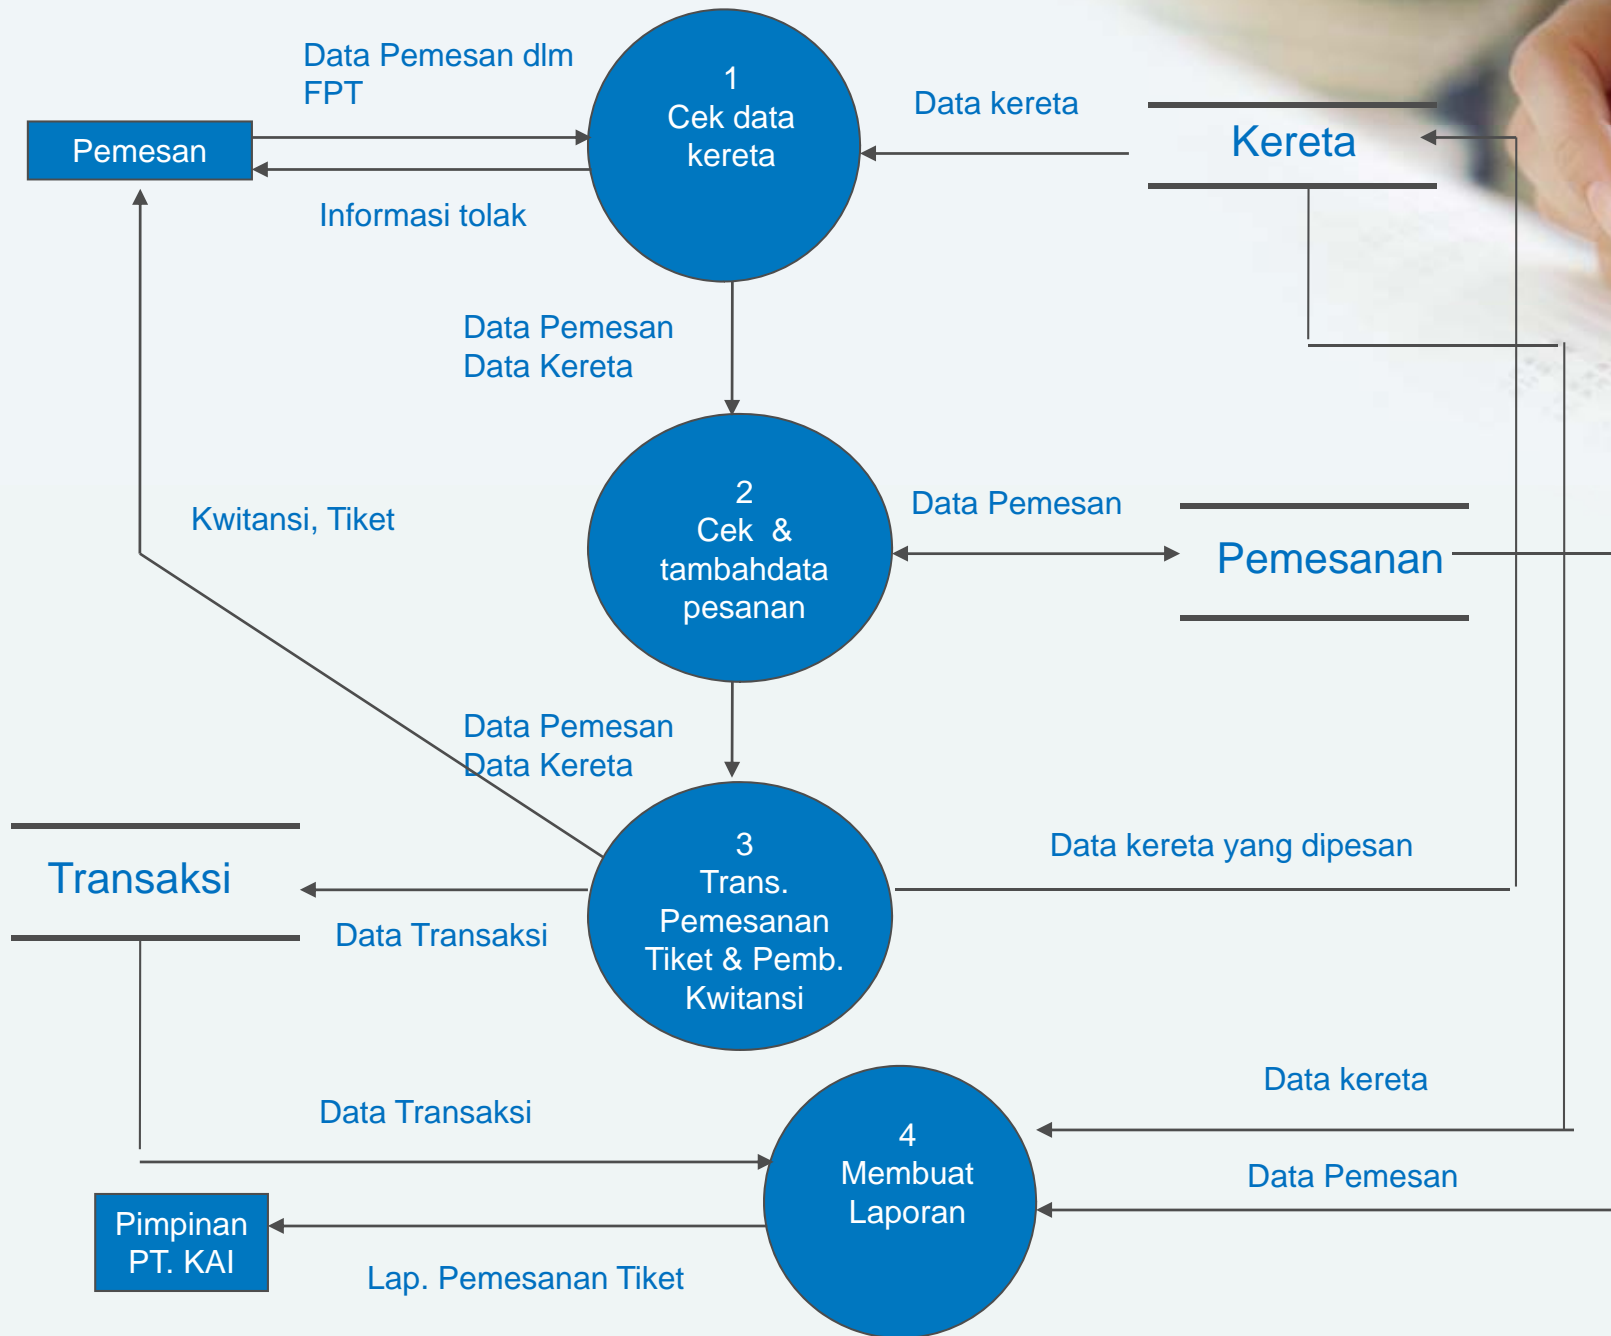 Data Pemesan dlm
FPT
1
Cek data
kereta
Data kereta
Kereta
Pemesan
Informasi tolak
Data Pemesan
Data Kereta
2
Cek  &
tambahdata
pesanan
Data Pemesan
Pemesanan
Kwitansi, Tiket
Data Pemesan
Data Kereta
Transaksi
3
Trans.
Pemesanan
Tiket & Pemb.
Kwitansi
Data kereta yang dipesan
Data Transaksi
Data Transaksi
4
Membuat
Laporan
Data kereta
Data Pemesan
Pimpinan
PT. KAI
Lap. Pemesanan Tiket